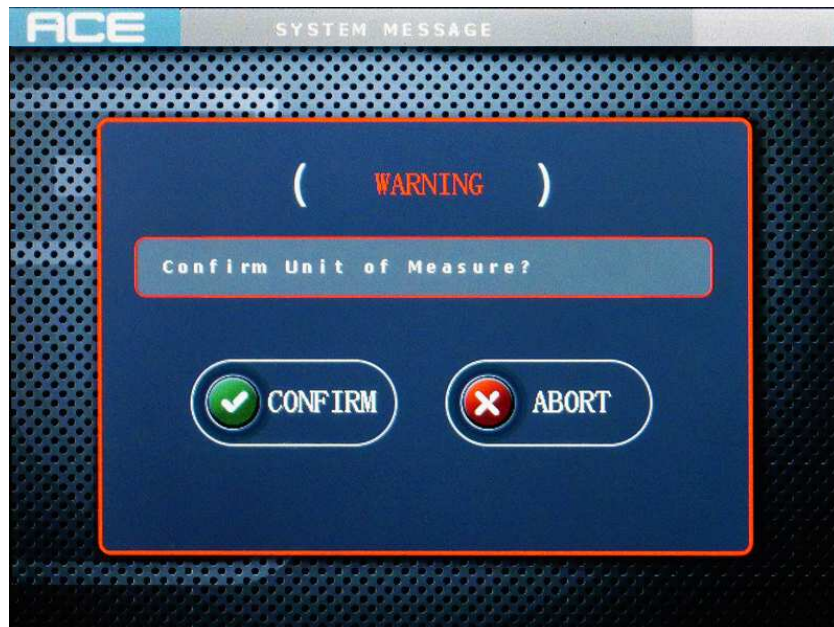 ACE
SYSTEM MESSAGE
( WARNING )
Confirm Unit of Measure?
CONFIRM
ABORT